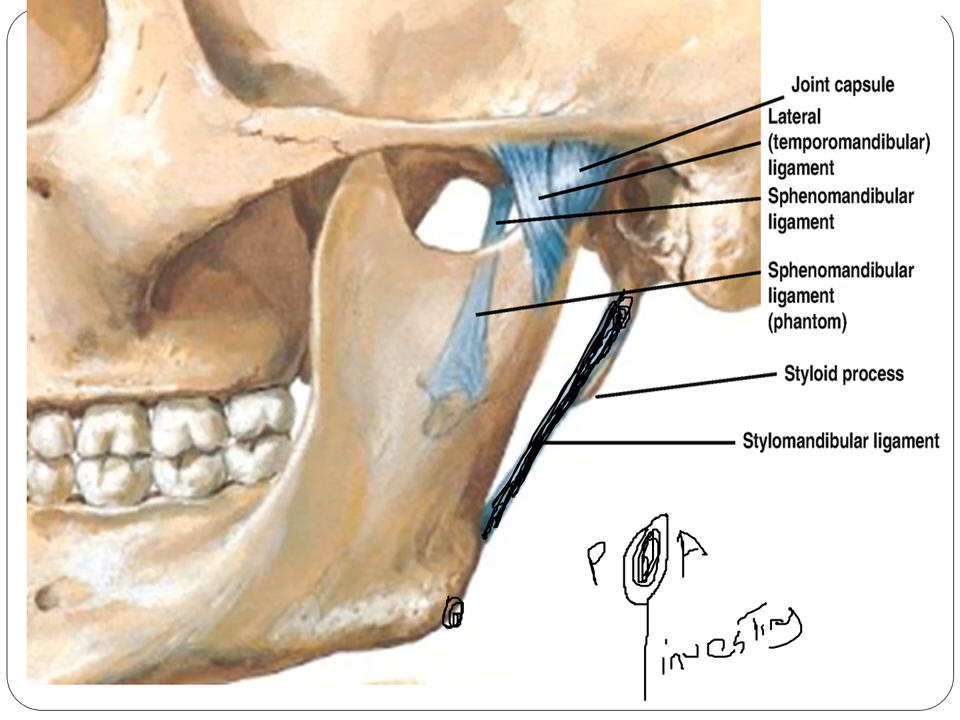 Joint capsule
Lateral
(temporomandibular)
ligament
Sphenomandibular
ligament
Sphenomandibular
ligament
(phantom)
Styloid process
Stylomandibular ligament
P A
investing